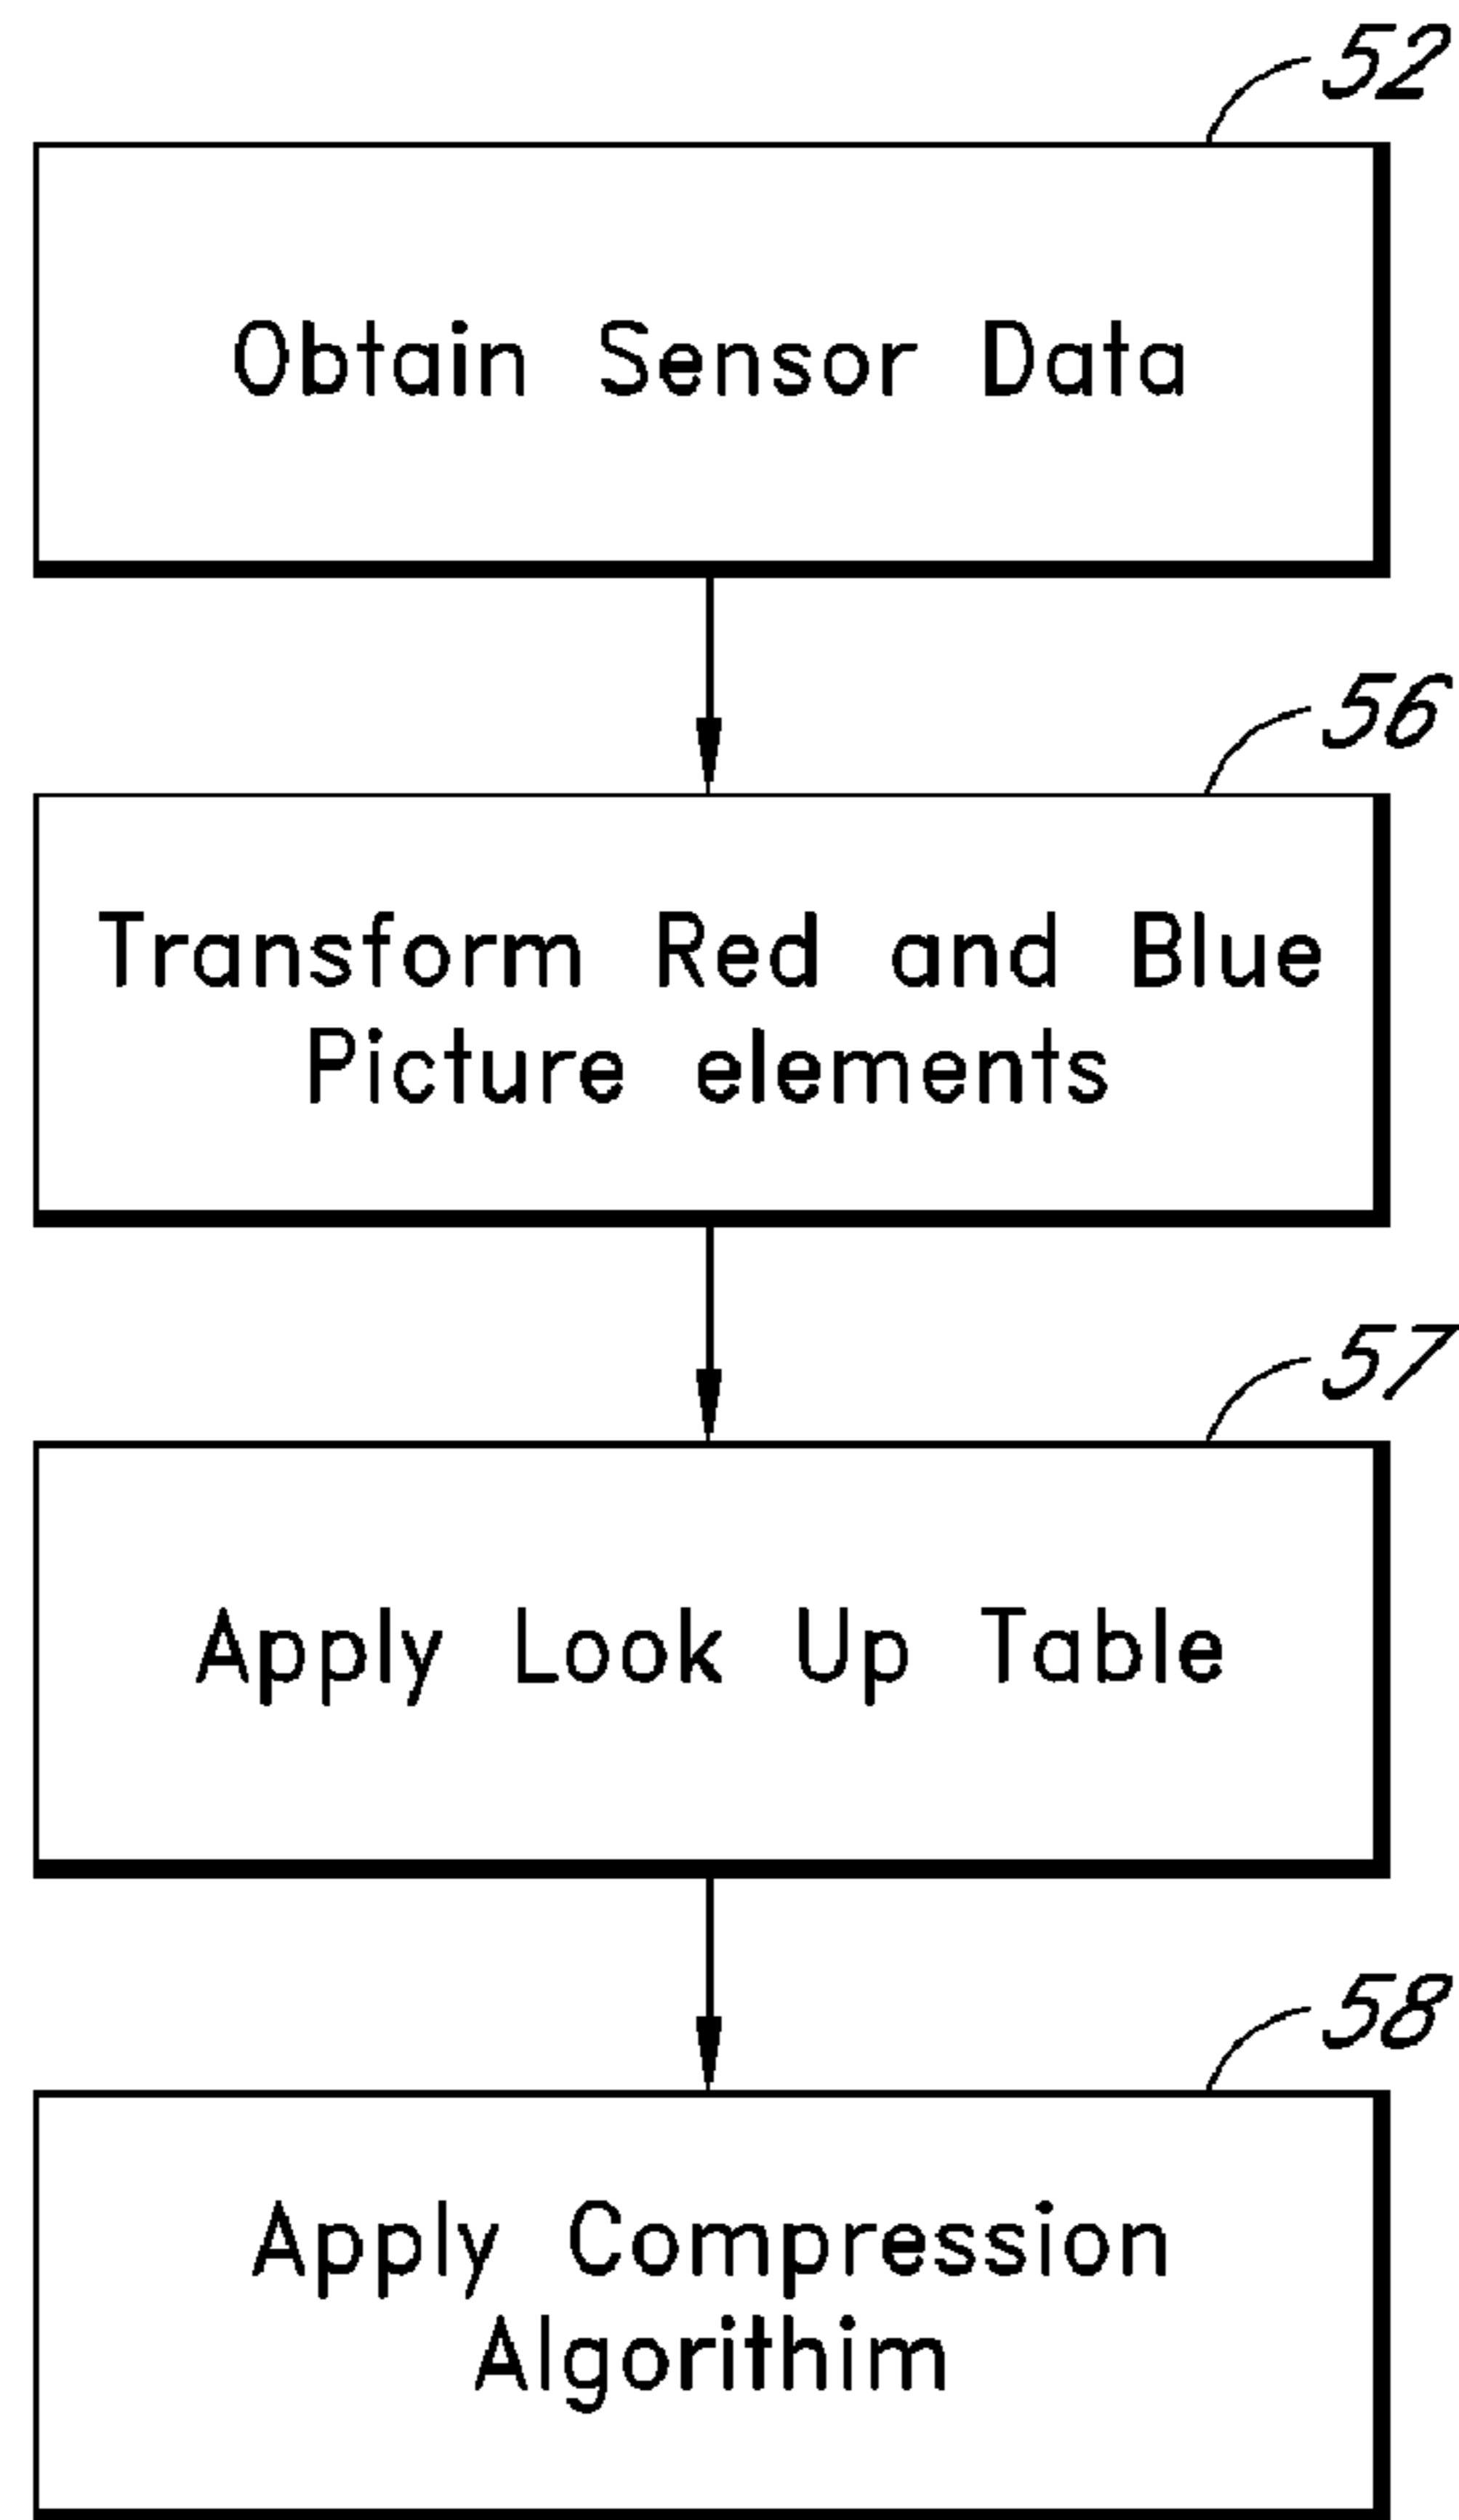 52
Obtain Sensor Data
56
Transform Red and Blue
Picture elements
57
Apply Look Up Table
58
Apply Compression
Algorithim